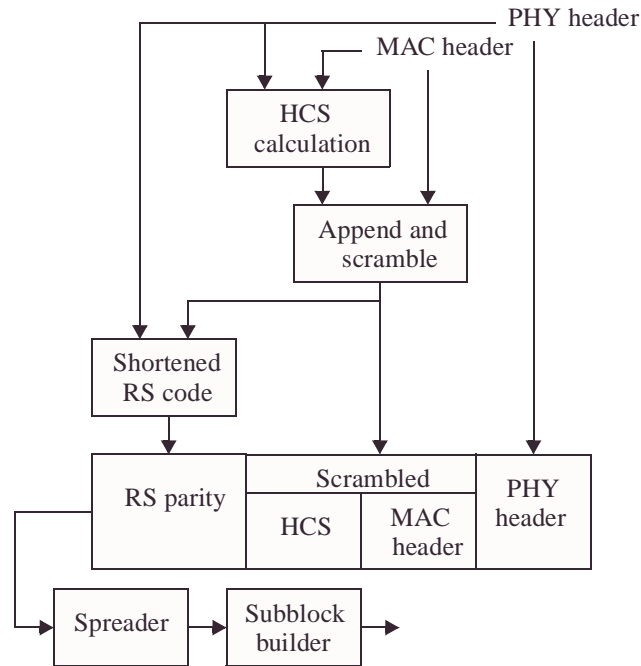 PHY header
MAC header
HCS
calculation
Append and
scramble
Shortened
RS code
RS parity
Scrambled
HCS
MAC
header
PHY
header
Spreader
Subblock
builder